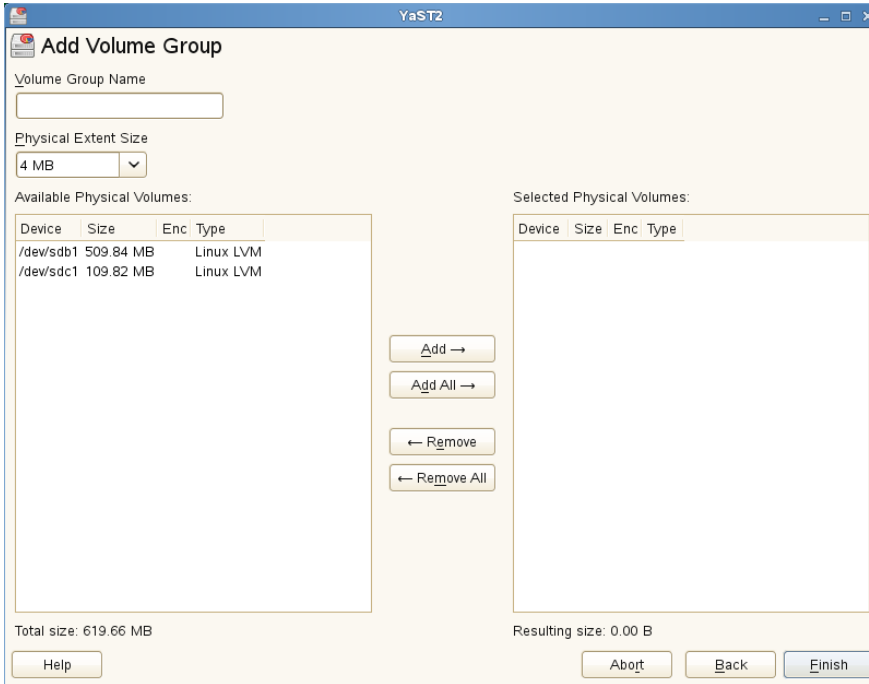 YaST2
Add Volume Group
Volume Group Name
Physical Extent Size
4 MB
Available Physical Volumes:
Device Size Enc Type
/dev/sdb1 509.84 MB Linux LVM
/dev/sdc1 109.82 MB Linux LVM
Total size: 619.66 MB
Add →
Add All →
← Remove
← Remove All
Selected Physical Volumes:
Device Size Enc Type
Resulting size: 0.00 B
Help
Abort
Back
Finish